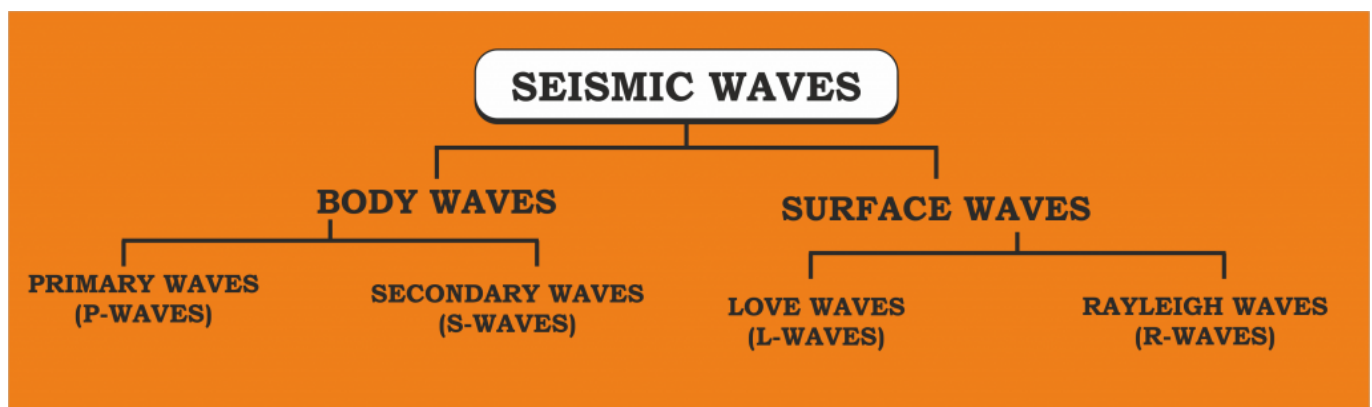 SEISMIC WAVES
BODY WAVES
SURFACE WAVES
PRIMARY WAVES
(P-WAVES)
SECONDARY WAVES
(S-WAVES)
LOVE WAVES
(L-WAVES)
RAYLEIGH WAVES
(R-WAVES)